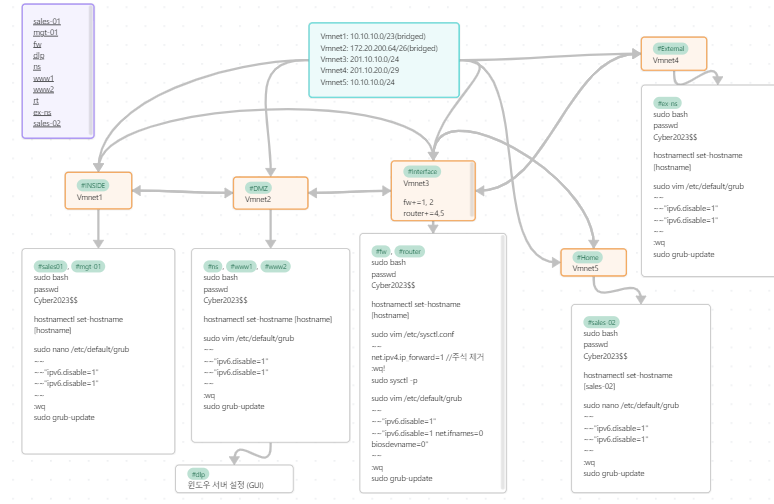 sales-01
mgt-01
fw
dlp
ns
www1
www2
rt
ex-ns
sales-02
Vmnet1: 10.10.10.0/23(bridged)
Vmnet2: 172.20.200.64/26(bridged)
Vmnet3: 201.10.10.0/24
Vmnet4: 201.10.20.0/29
Vmnet5: 10.10.10.0/24
#External
Vmnet4
#ex-ns
sudo bash
passwd
Cyber2023$$
hostnamectl set-hostname
[hostname]
sudo vim /etc/default/grub
~~
~~"ipv6.disable=1"
~~"ipv6.disable=1"
~~
:wq
sudo grub-update
#INSIDE
Vmnet1
#DMZ
Vmnet2
#Interface
Vmnet3
fw+=1, 2
router+=4,5
#Home
Vmnet5
#sales01, #mgt-01
sudo bash
passwd
Cyber2023$$
hostnamectl set-hostname
[hostname]
sudo nano /etc/default/grub
~~
~~"ipv6.disable=1"
~~"ipv6.disable=1"
~~
:wq
sudo grub-update
#ns, #www1, #www2
sudo bash
passwd
Cyber2023$$
hostnamectl set-hostname [hostname]
sudo vim /etc/default/grub
~~
~~"ipv6.disable=1"
~~"ipv6.disable=1"
~~
:wq
sudo grub-update
#dlp
윈도우 서버 설정 (GUI)
#fw, #router
sudo bash
passwd
Cyber2023$$
hostnamectl set-hostname
[hostname]
sudo vim /etc/sysctl.conf
~~
net.ipv4.ip_forward=1 //주석 제거
:wq!
sudo sysctl -p
sudo vim /etc/default/grub
~~
~~"ipv6.disable=1"
~~"ipv6.disable=1 net.ifnames=0
biosdevname=0"
~~
:wq
sudo grub-update
#sales-02
sudo bash
passwd
Cyber2023$$
hostnamectl set-hostname
[sales-02]
sudo nano /etc/default/grub
~~
~~"ipv6.disable=1"
~~"ipv6.disable=1"
~~
:wq
sudo grub-update